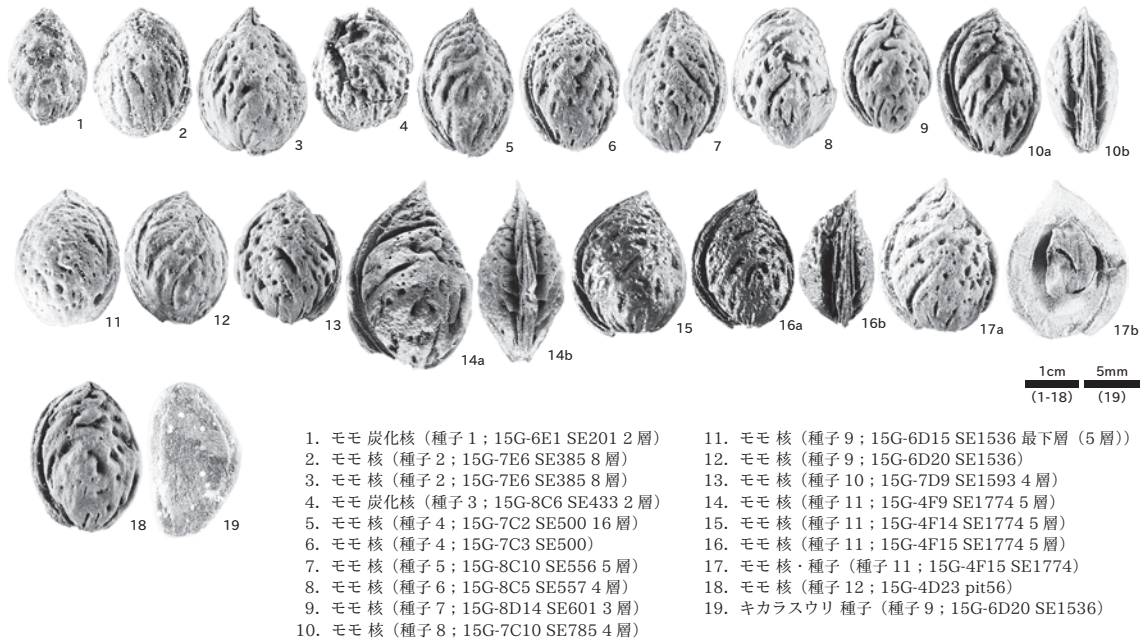 1
2
3
4
5
6
7
8
9
10a
10b
11
12
13
14a
14b
15
16a
16b
17a
17b
1cm
(1-18)
5mm
(19)
18
19
1. モモ 炭化核（種子 1；15G-6E1 SE201 2 層）
2. モモ 核（種子 2；15G-7E6 SE385 8 層）
3. モモ 核（種子 2；15G-7E6 SE385 8 層）
4. モモ 炭化核（種子 3；15G-8C6 SE433 2 層）
5. モモ 核（種子 4；15G-7C2 SE500 16 層）
6. モモ 核（種子 4；15G-7C3 SE500）
7. モモ 核（種子 5；15G-8C10 SE556 5 層）
8. モモ 核（種子 6；15G-8C5 SE557 4 層）
9. モモ 核（種子 7；15G-8D14 SE601 3 層）
10. モモ 核（種子 8；15G-7C10 SE785 4 層）
11. モモ 核（種子 9；15G-6D15 SE1536 最下層（5 層））
12. モモ 核（種子 9；15G-6D20 SE1536）
13. モモ 核（種子 10；15G-7D9 SE1593 4 層）
14. モモ 核（種子 11；15G-4F9 SE1774 5 層）
15. モモ 核（種子 11；15G-4F14 SE1774 5 層）
16. モモ 核（種子 11；15G-4F15 SE1774 5 層）
17. モモ 核・種子（種子 11；15G-4F15 SE1774）
18. モモ 核（種子 12；15G-4D23 pit56）
19. キカラスウリ 種子（種子 9；15G-6D20 SE1536）